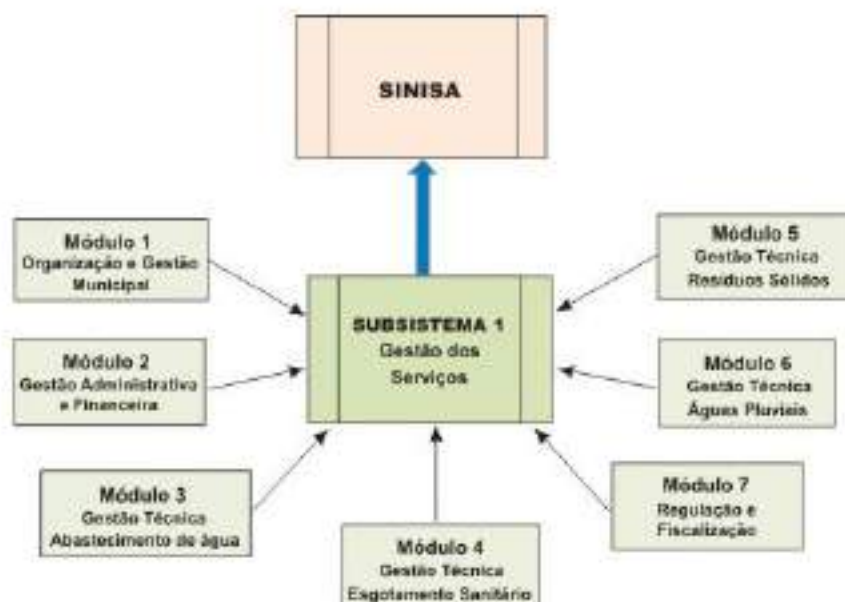 SINISA
Módulo 1
Organização e Gestão
Municipal
Módulo 2
Gestão Administrativa
e Financeira
Módulo 3
Gestão Técnica
Abastecimento de água
SUBSISTEMA 1
Gestão dos
Serviços
Módulo 4
Gestão Técnica
Esgotamento Sanitário
Módulo 5
Gestão Técnica
Resíduos Sólidos
Módulo 6
Gestão Técnica
Águas Pluviais
Módulo 7
Regulação e
Fiscalização